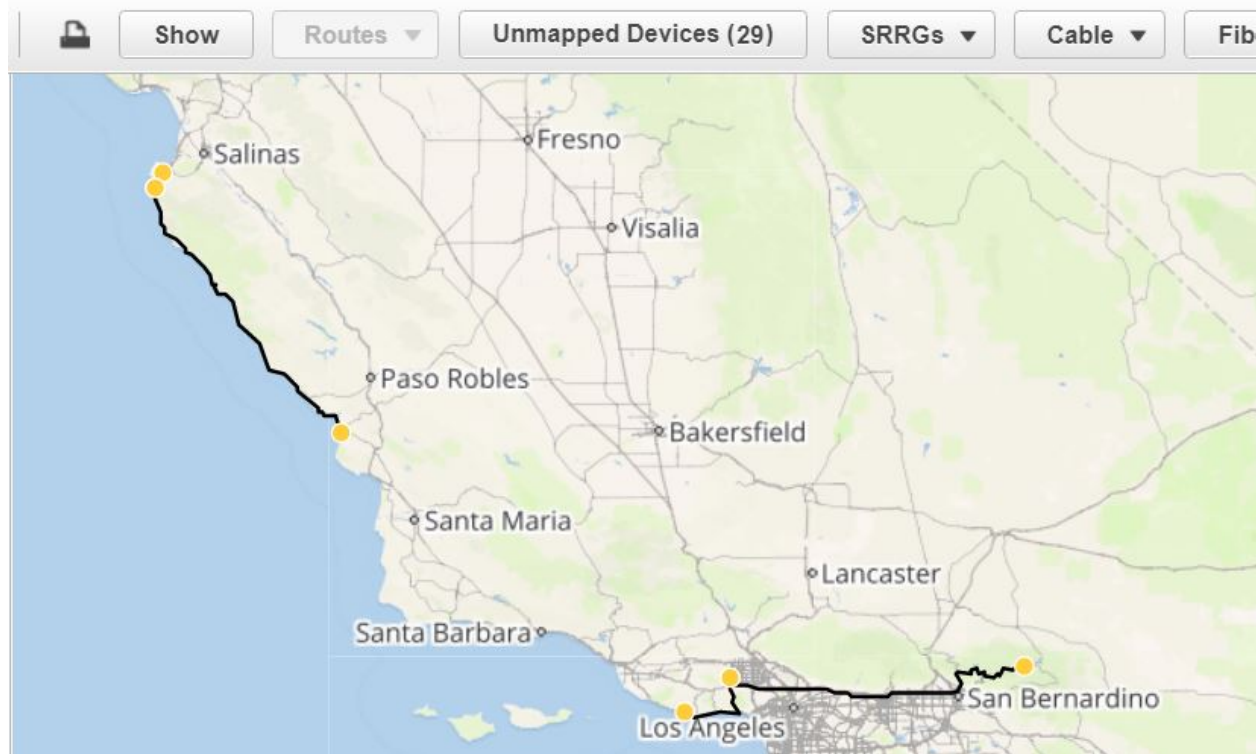 Show
Routes
Unmapped Devices (29)
SRRGs
Cable
Fib
Salinas
Fresno
Visalia
Paso Robles
Bakersfield
Santa Maria
Lancaster
Santa Barbara
San Bernardino
Los Angeles